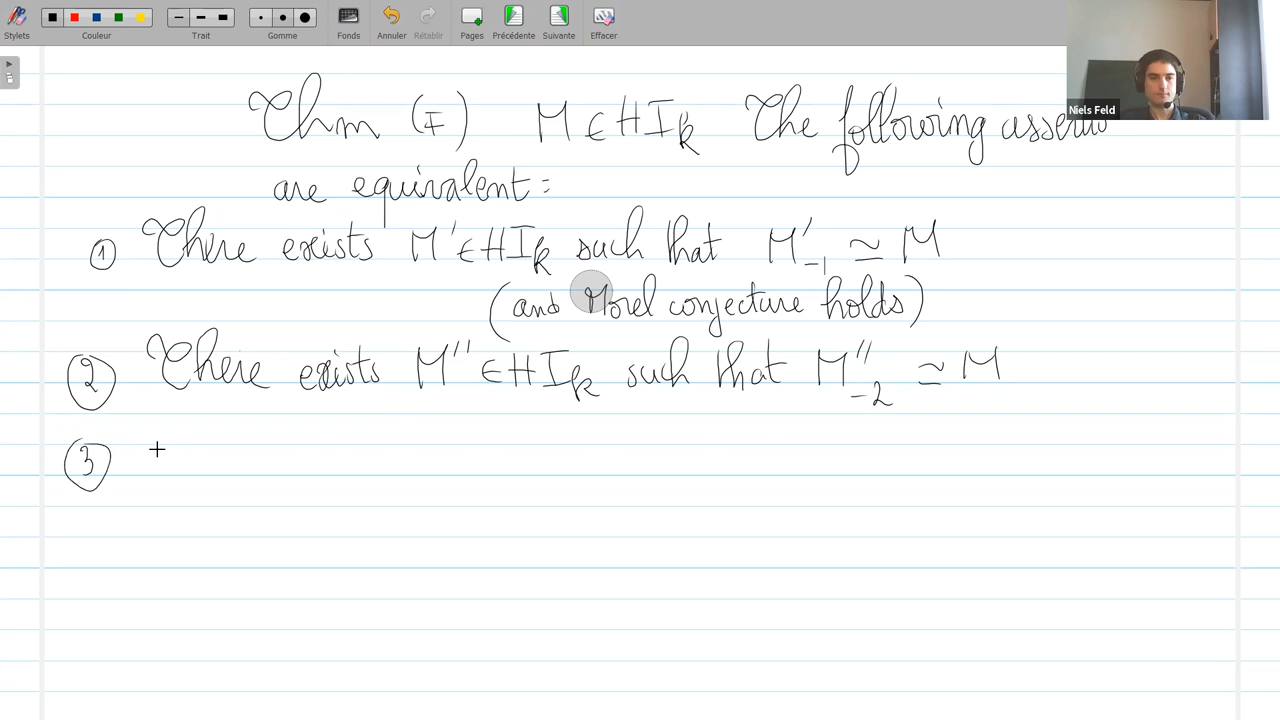 Stylets Couleur Trait Gomme Fonds Annuler Rétablir Pages Précédente Suivante Effacer
Niels Feld
Thm (F) M ∈ HI_k The following
are equivalent:
① There exists M' ∈ HI_k such that M'_{-1} ≃ M
(and Morel conjecture holds)
② There exists M'' ∈ HI_k such that M''_{-2} ≃ M
③